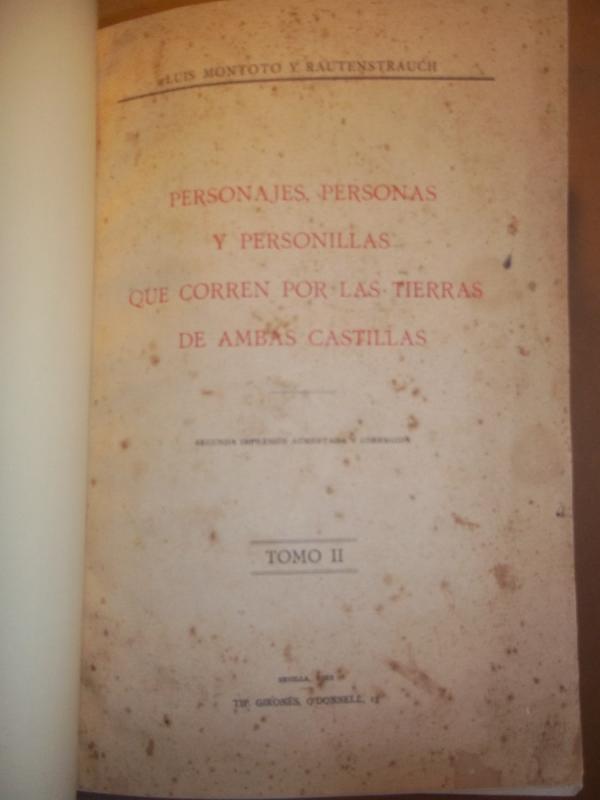 LUIS MONTOTO Y RAUTENSTRAUCH
PERSONAJES, PERSONAS
Y PERSONILLAS
QUE CORREN POR LAS TIERRAS
DE AMBAS CASTILLAS
SEGUNDA IMPRESIÓN AUMENTADA Y CORREGIDA
TOMO II
SEVILLA,
TIP. GIRONÉS, O'DONNELL,